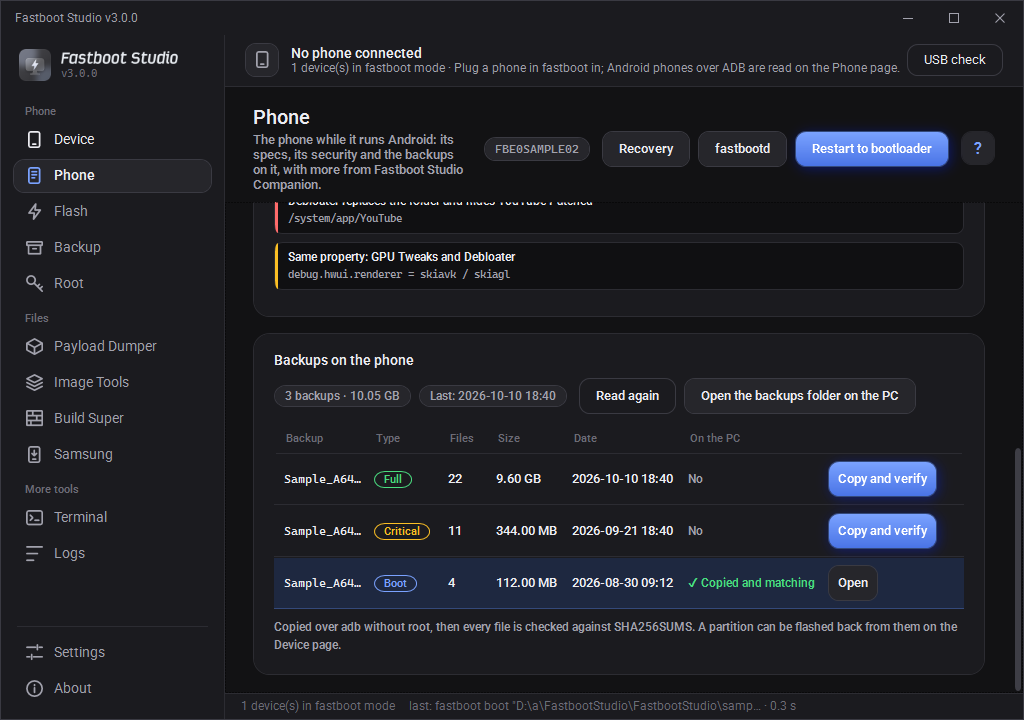 Fastboot Studio v3.0.0
Fastboot Studio
v3.0.0
No phone connected
1 device(s) in fastboot mode · Plug a phone in fastboot in; Android phones over ADB are read on the Phone page.
USB check
Phone
Device
Phone
Flash
Backup
Root
Files
Payload Dumper
Image Tools
Build Super
Samsung
More tools
Terminal
Logs
Settings
About
Phone
The phone while it runs Android: its
specs, its security and the backups
on it, with more from Fastboot Studio
Companion.
FBE0SAMPLE02
Recovery
fastbootd
Restart to bootloader
?
Debloater replaces the folder and hides YouTube Patched
/system/app/YouTube
Same property: GPU Tweaks and Debloater
debug.hwui.renderer = skiavk / skiagl
Backups on the phone
3 backups · 10.05 GB
Last: 2026-10-10 18:40
Read again
Open the backups folder on the PC
Backup Type Files Size Date On the PC
Sample_A64… Full 22 9.60 GB 2026-10-10 18:40 No Copy and verify
Sample_A64… Critical 11 344.00 MB 2026-09-21 18:40 No Copy and verify
Sample_A64… Boot 4 112.00 MB 2026-08-30 09:12 ✓ Copied and matching Open
Copied over adb without root, then every file is checked against SHA256SUMS. A partition can be flashed back from them on the
Device page.
1 device(s) in fastboot mode last: fastboot boot "D:\a\FastbootStudio\FastbootStudio\samp… · 0.3 s